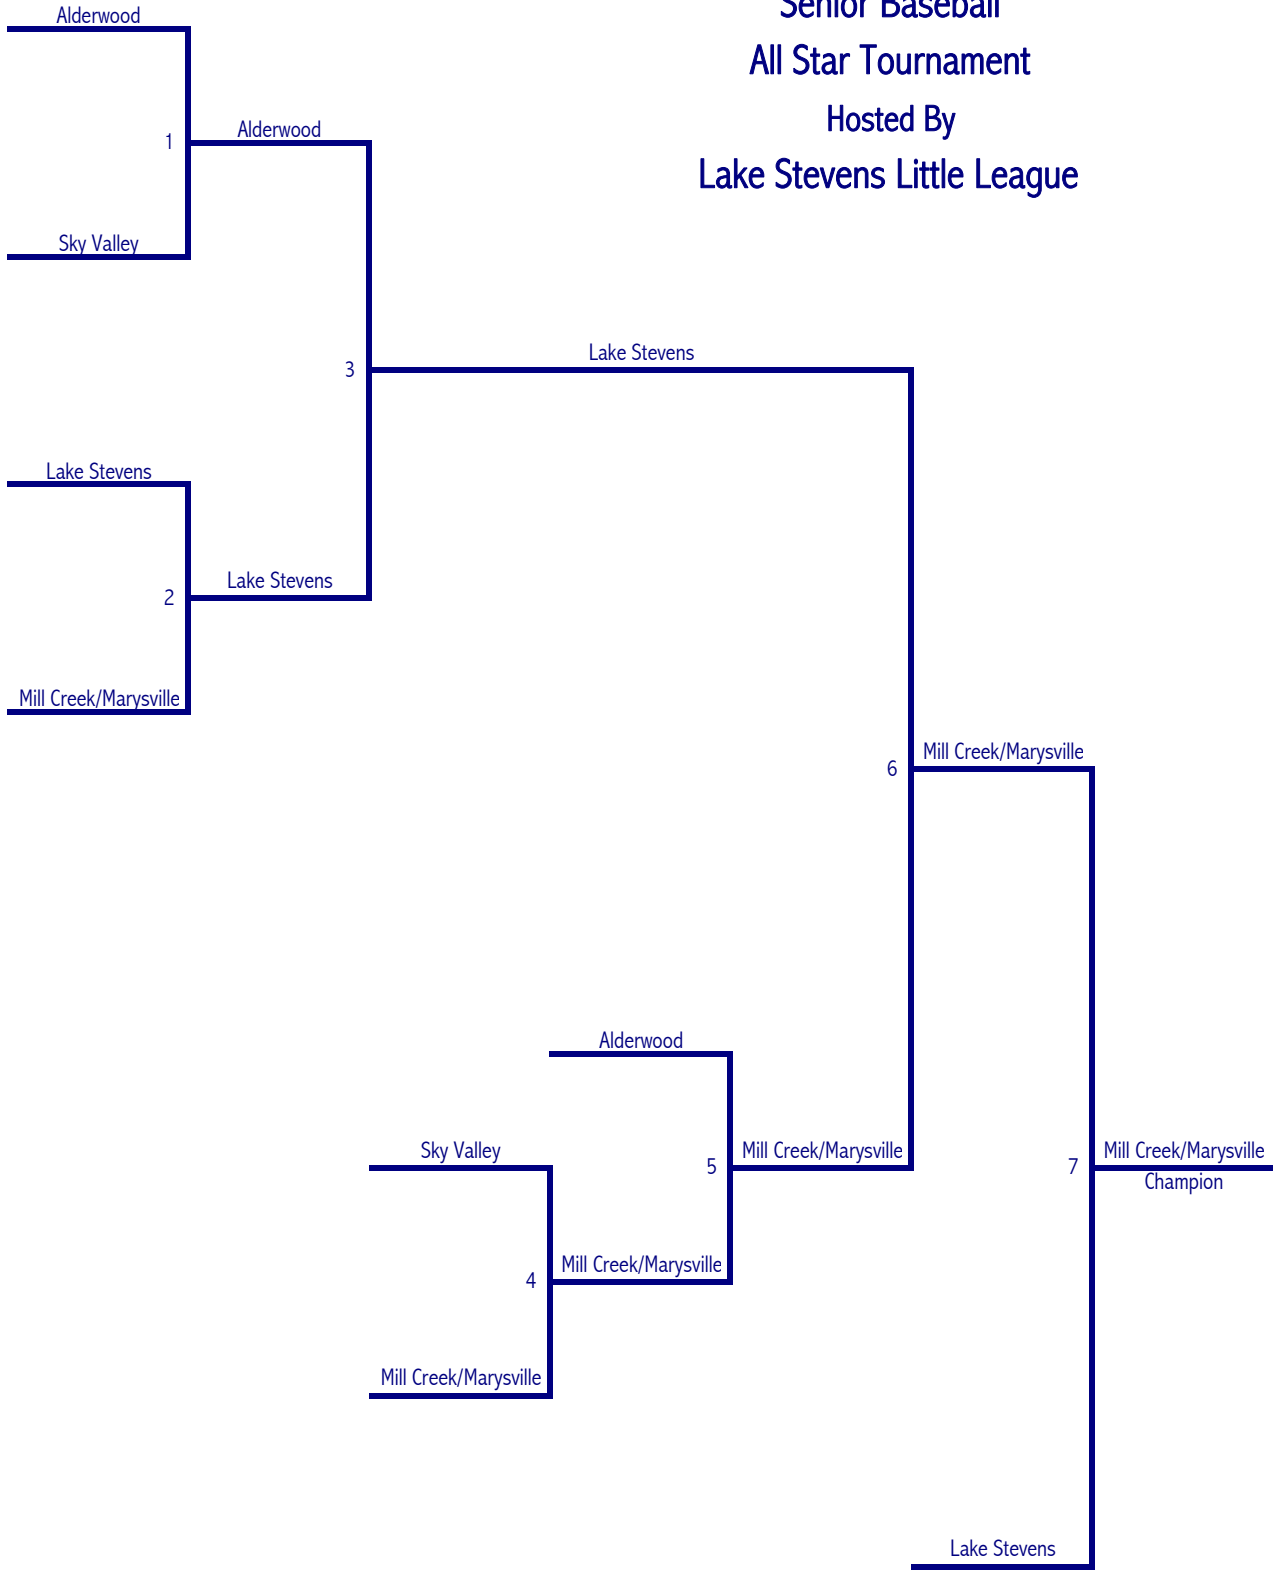 Alderwood
Senior Baseball
All Star Tournament
Hosted By
Lake Stevens Little League
1
Alderwood
Sky Valley
3
Lake Stevens
Lake Stevens
2
Lake Stevens
Mill Creek/Marysville
6
Mill Creek/Marysville
Alderwood
Sky Valley
5
Mill Creek/Marysville
7
Mill Creek/Marysville
Champion
4
Mill Creek/Marysville
Mill Creek/Marysville
Lake Stevens